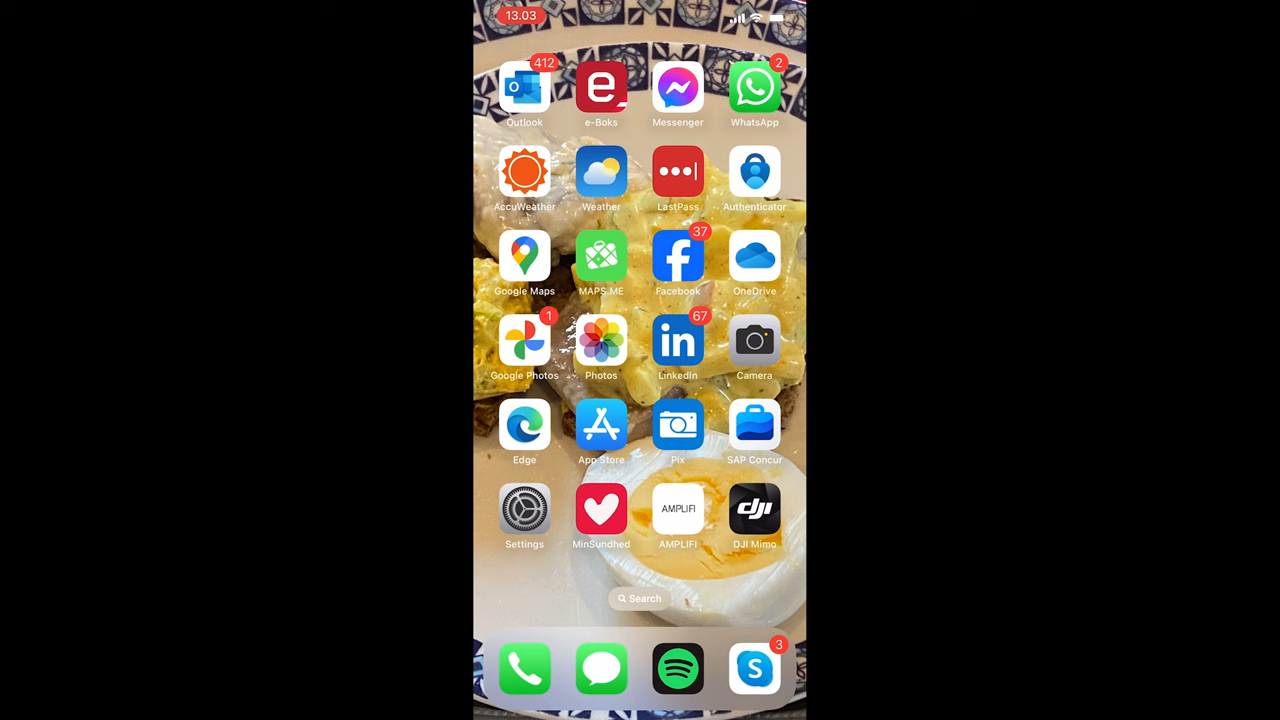 13.03
412
2
Outlook e-Boks Messenger WhatsApp
AccuWeather Weather LastPass Authenticator
37
Google Maps MAPS.ME Facebook OneDrive
1
67
in
Google Photos Photos LinkedIn Camera
Edge App Store Pix SAP Concur
AMPLIFI
dji
Settings MinSundhed AMPLIFI DJI Mimo
Search
3